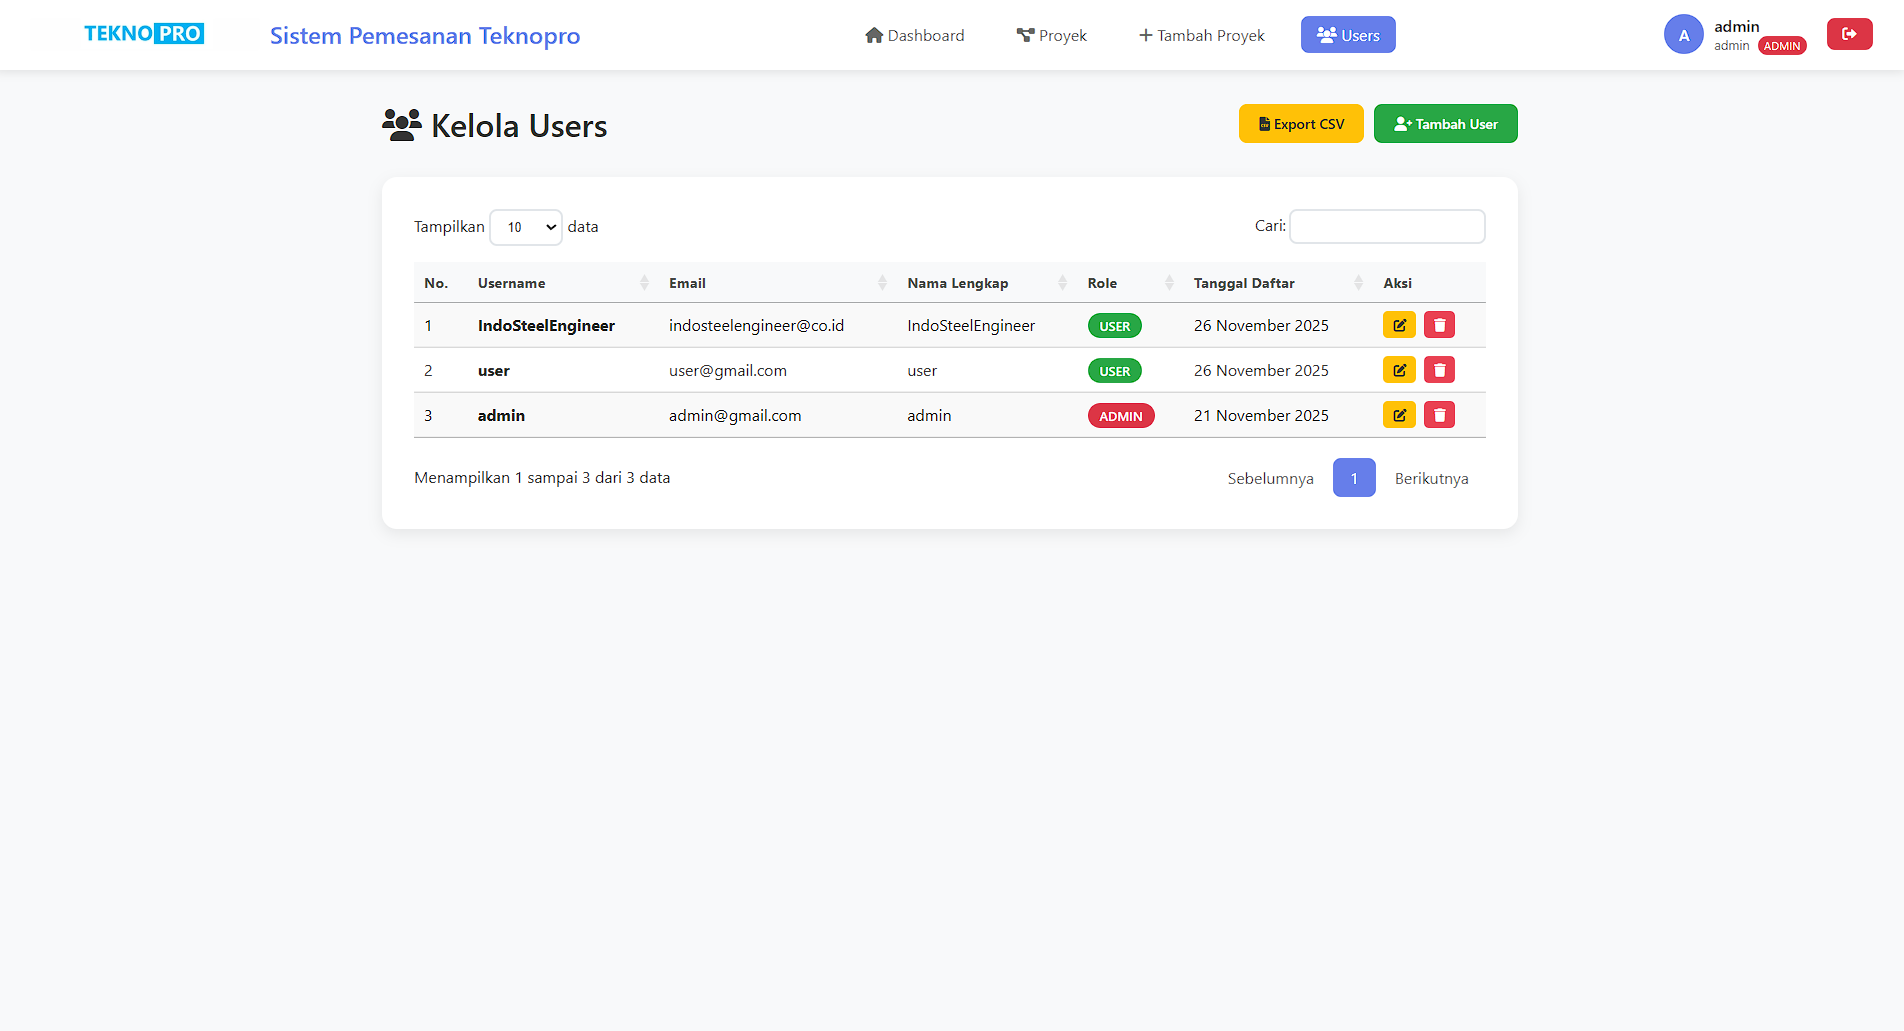 TEKNOPRO
Sistem Pemesanan Teknopro
Dashboard
Proyek
Tambah Proyek
Users
A
admin
admin ADMIN
Kelola Users
Export CSV
Tambah User
Tampilkan 10 data
Cari:
No. Username Email Nama Lengkap Role Tanggal Daftar Aksi
1 IndoSteelEngineer indosteelengineer@co.id IndoSteelEngineer USER 26 November 2025
2 user user@gmail.com user USER 26 November 2025
3 admin admin@gmail.com admin ADMIN 21 November 2025
Menampilkan 1 sampai 3 dari 3 data
Sebelumnya 1 Berikutnya